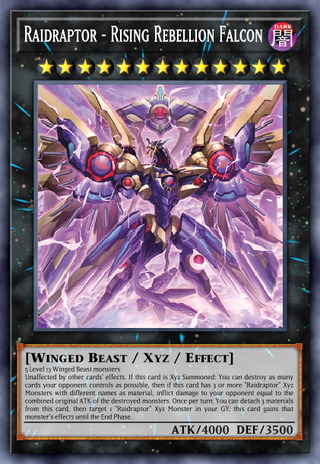 Raidraptor - Rising Rebellion Falcon
DARK
闇
[Winged Beast / Xyz / Effect]
5 Level 13 Winged Beast monsters
Unaffected by other cards' effects. If this card is Xyz Summoned: You can destroy as many
cards your opponent controls as possible, then if this card has 3 or more "Raidraptor" Xyz
Monsters with different names as material, inflict damage to your opponent equal to the
combined original ATK of the destroyed monsters. Once per turn: You can detach 3 materials
from this card, then target 1 "Raidraptor" Xyz Monster in your GY; this card gains that
monster's effects until the End Phase.
ATK/4000 DEF/3500